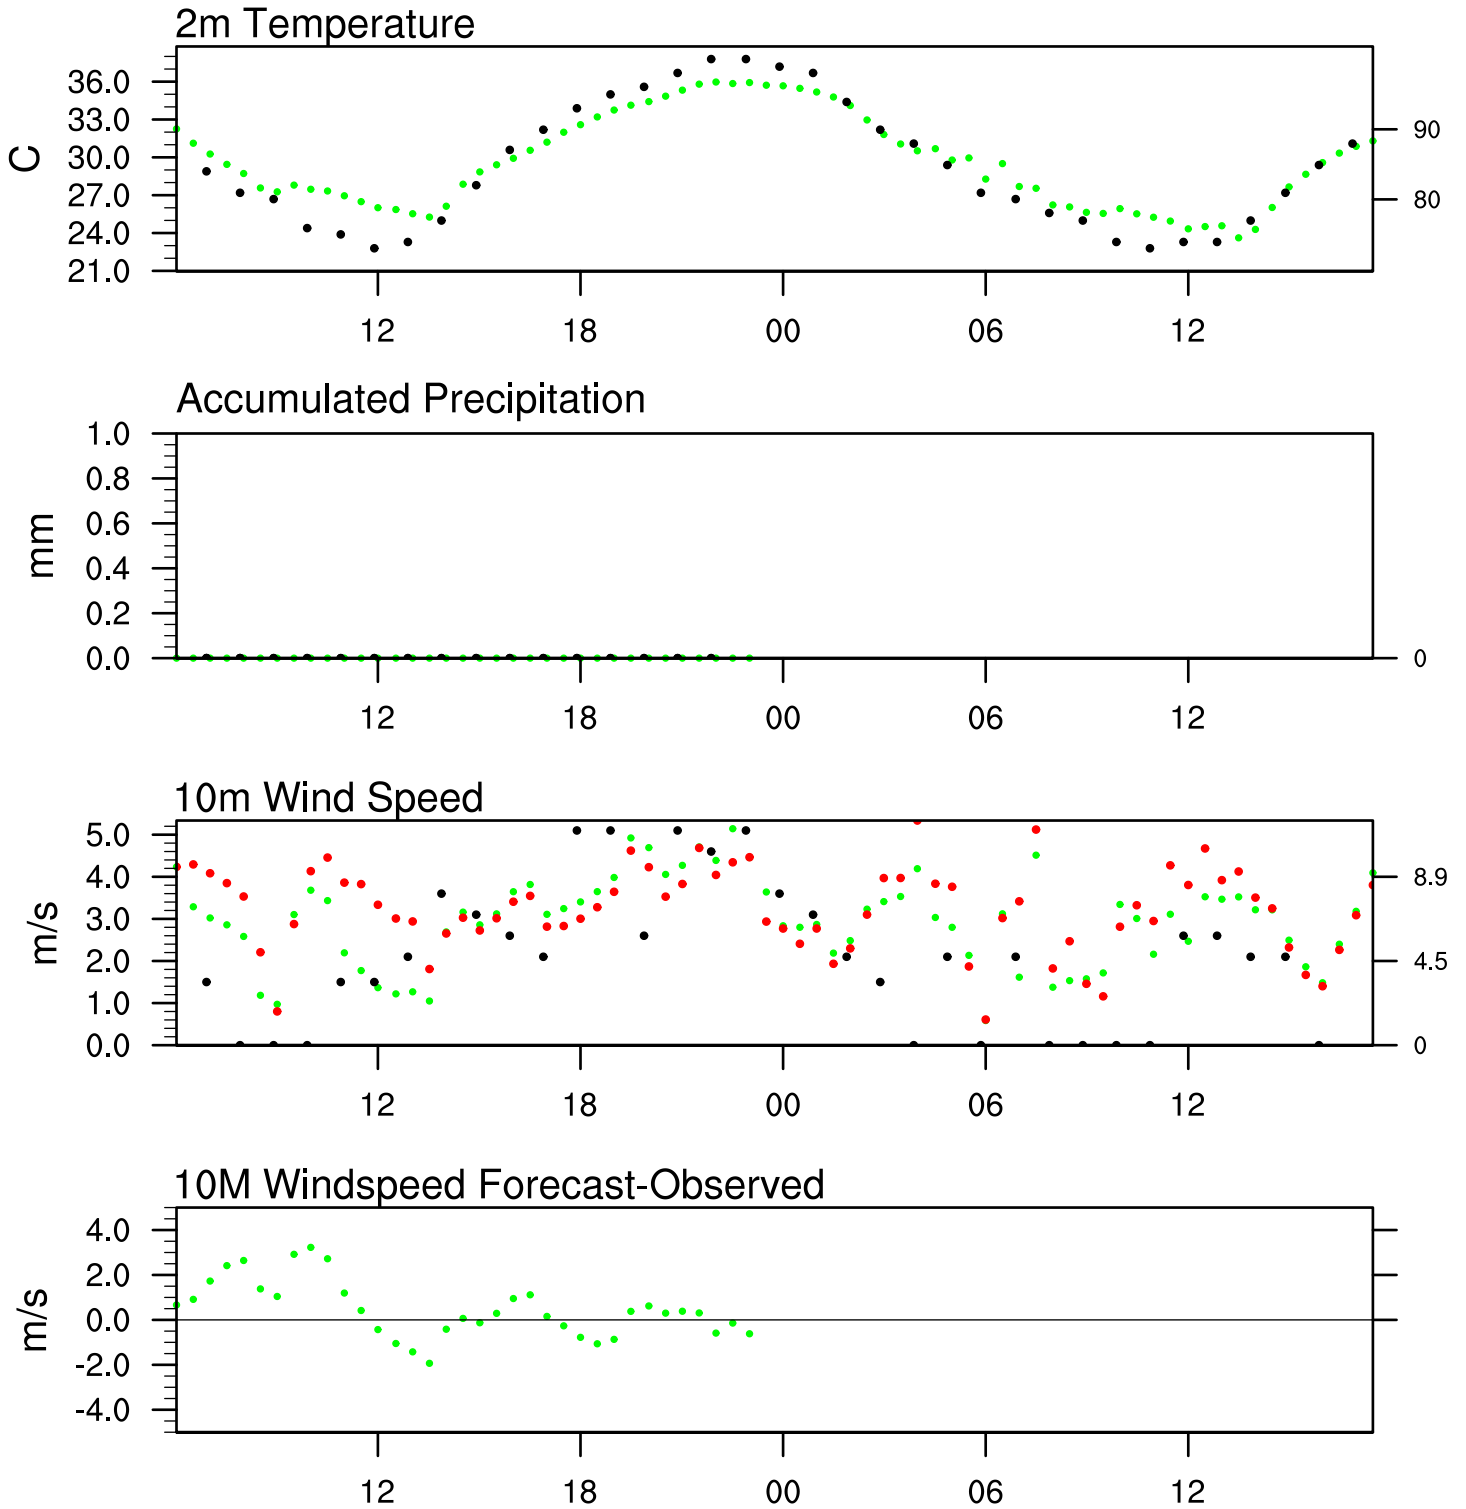 2m Temperature
36.0
33.0
30.0
27.0
24.0
21.0
C
90
80
12 18 00 06 12
Accumulated Precipitation
1.0
0.8
0.6
0.4
0.2
0.0
mm
0
12 18 00 06 12
10m Wind Speed
5.0
4.0
3.0
2.0
1.0
0.0
m/s
8.9
4.5
0
12 18 00 06 12
10M Windspeed Forecast-Observed
4.0
2.0
0.0
-2.0
-4.0
m/s
12 18 00 06 12